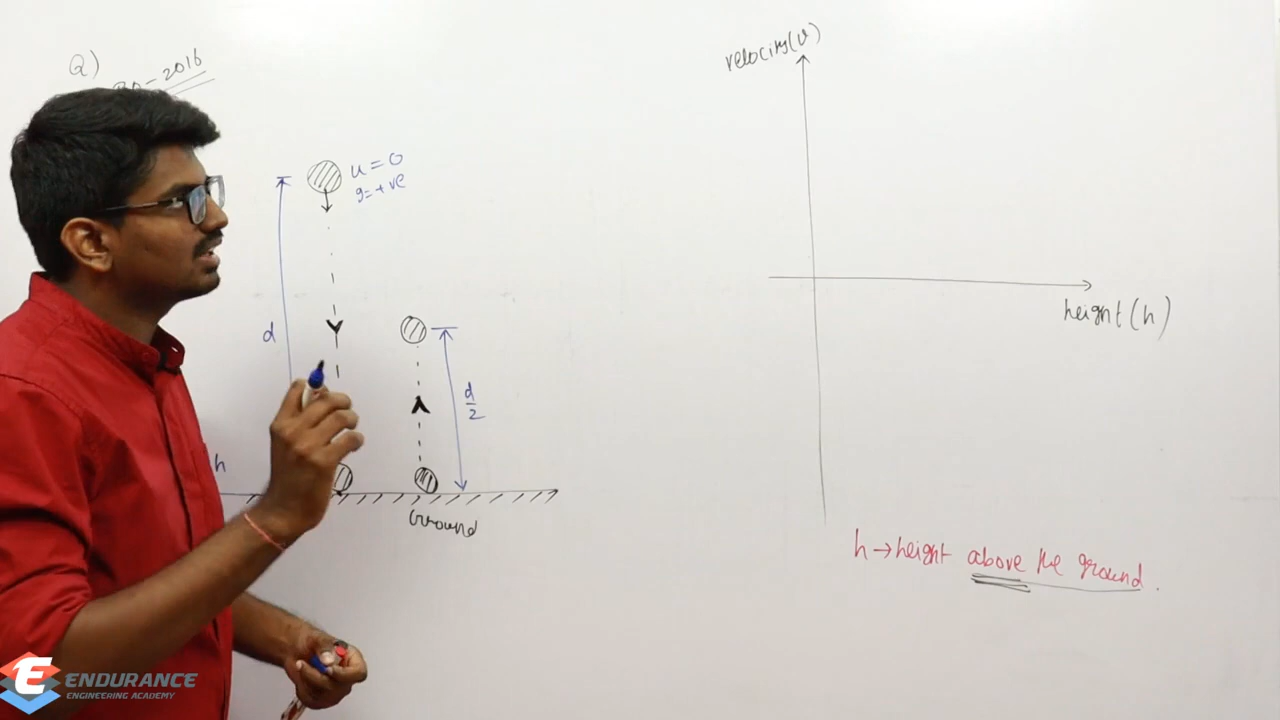 Q)
- 2016
u = 0
g = + ve
d
d/2
h
Ground
velocity(v)
height (h)
h → height above the ground.
E ENDURANCE
ENGINEERING ACADEMY